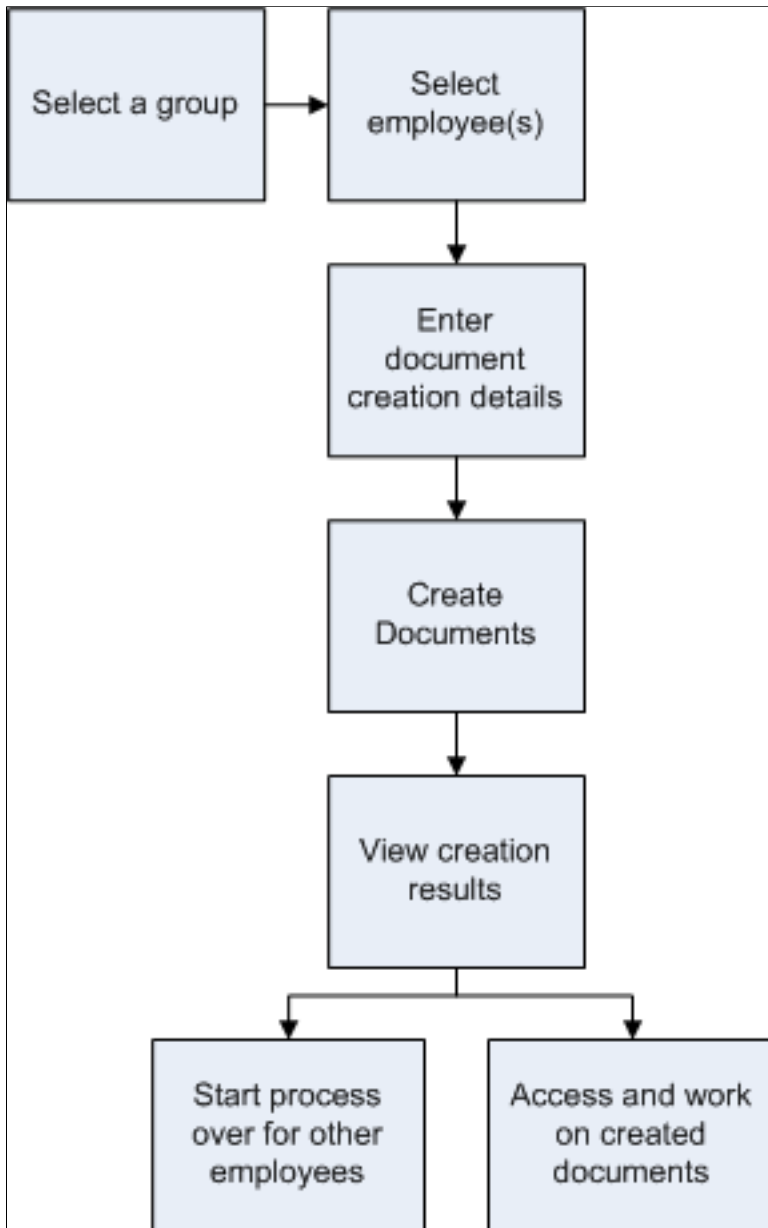 Select a group
Select
employee(s)
Enter
document
creation details
Create
Documents
View creation
results
Start process
over for other
employees
Access and work
on created
documents